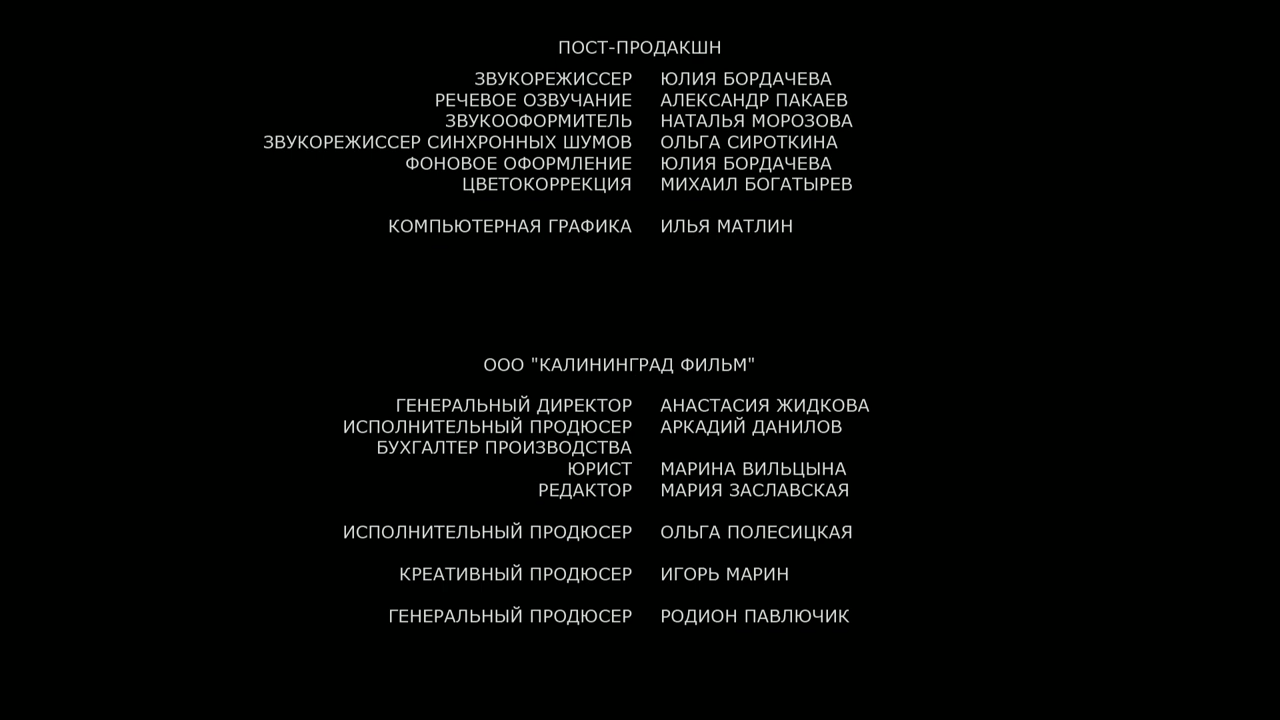 ПОСТ-ПРОДАКШН
ЗВУКОРЕЖИССЕР ЮЛИЯ БОРДАЧЕВА
РЕЧЕВОЕ ОЗВУЧАНИЕ АЛЕКСАНДР ПАКАЕВ
ЗВУКООФОРМИТЕЛЬ НАТАЛЬЯ МОРОЗОВА
ЗВУКОРЕЖИССЕР СИНХРОННЫХ ШУМОВ ОЛЬГА СИРОТКИНА
ФОНОВОЕ ОФОРМЛЕНИЕ ЮЛИЯ БОРДАЧЕВА
ЦВЕТОКОРРЕКЦИЯ МИХАИЛ БОГАТЫРЕВ
КОМПЬЮТЕРНАЯ ГРАФИКА ИЛЬЯ МАТЛИН
ООО "КАЛИНИНГРАД ФИЛЬМ"
ГЕНЕРАЛЬНЫЙ ДИРЕКТОР АНАСТАСИЯ ЖИДКОВА
ИСПОЛНИТЕЛЬНЫЙ ПРОДЮСЕР АРКАДИЙ ДАНИЛОВ
БУХГАЛТЕР ПРОИЗВОДСТВА
ЮРИСТ МАРИНА ВИЛЬЦЫНА
РЕДАКТОР МАРИЯ ЗАСЛАВСКАЯ
ИСПОЛНИТЕЛЬНЫЙ ПРОДЮСЕР ОЛЬГА ПОЛЕСИЦКАЯ
КРЕАТИВНЫЙ ПРОДЮСЕР ИГОРЬ МАРИН
ГЕНЕРАЛЬНЫЙ ПРОДЮСЕР РОДИОН ПАВЛЮЧИК